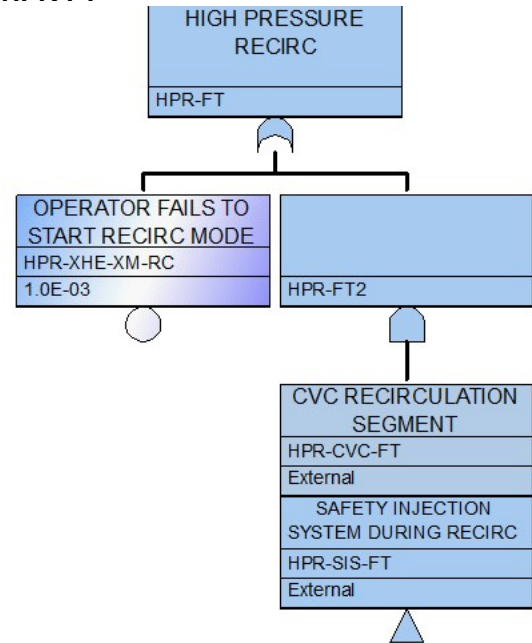 HIGH PRESSURE
RECIRC
HPR-FT
OPERATOR FAILS TO
START RECIRC MODE
HPR-XHE-XM-RC
1.0E-03
HPR-FT2
CVC RECIRCULATION
SEGMENT
HPR-CVC-FT
External
SAFETY INJECTION
SYSTEM DURING RECIRC
HPR-SIS-FT
External